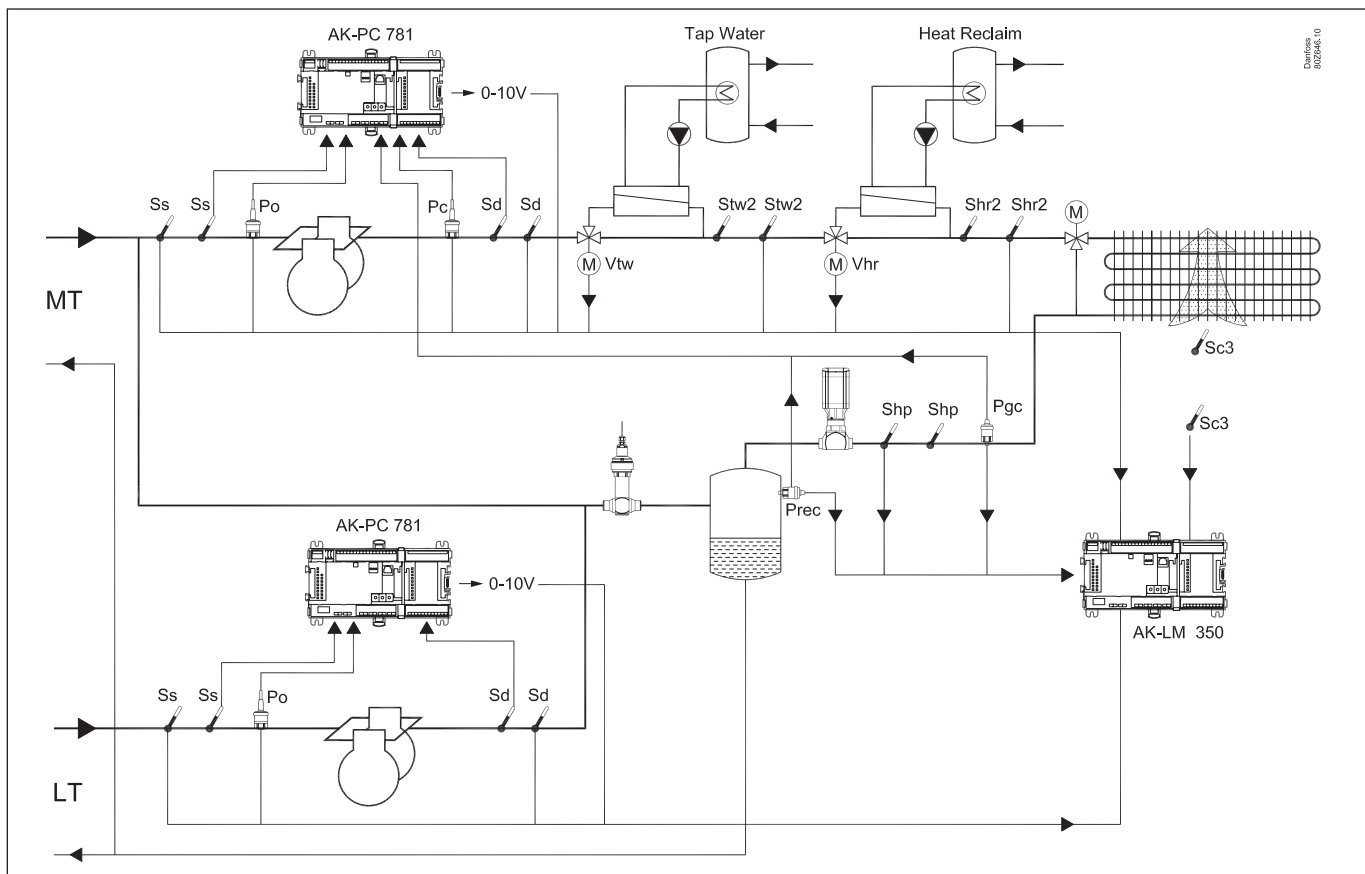 AK-PC 781
Tap Water
Heat Reclaim
Danfoss
80Z646.10
0-10V
M
M
Ss
Ss
Po
Pc
Sd
Sd
Stw2
Stw2
Shr2
Shr2
M
M
Vtw
M
Vhr
MT
Sc3
Shp
Shp
Pgc
Sc3
Prec
AK-PC 781
0-10V
AK-LM 350
Ss
Ss
Po
Sd
Sd
LT